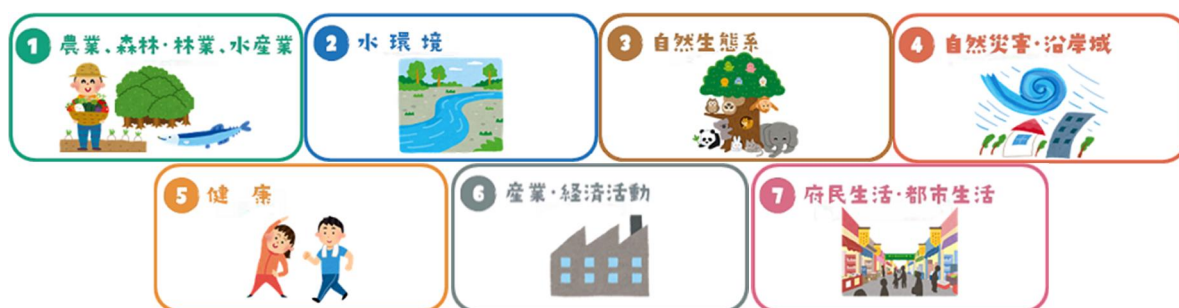 1 農業、森林・林業、水産業
2 水環境
3 自然生態系
4 自然災害・沿岸域
5 健康
6 産業・経済活動
7 府民生活・都市生活